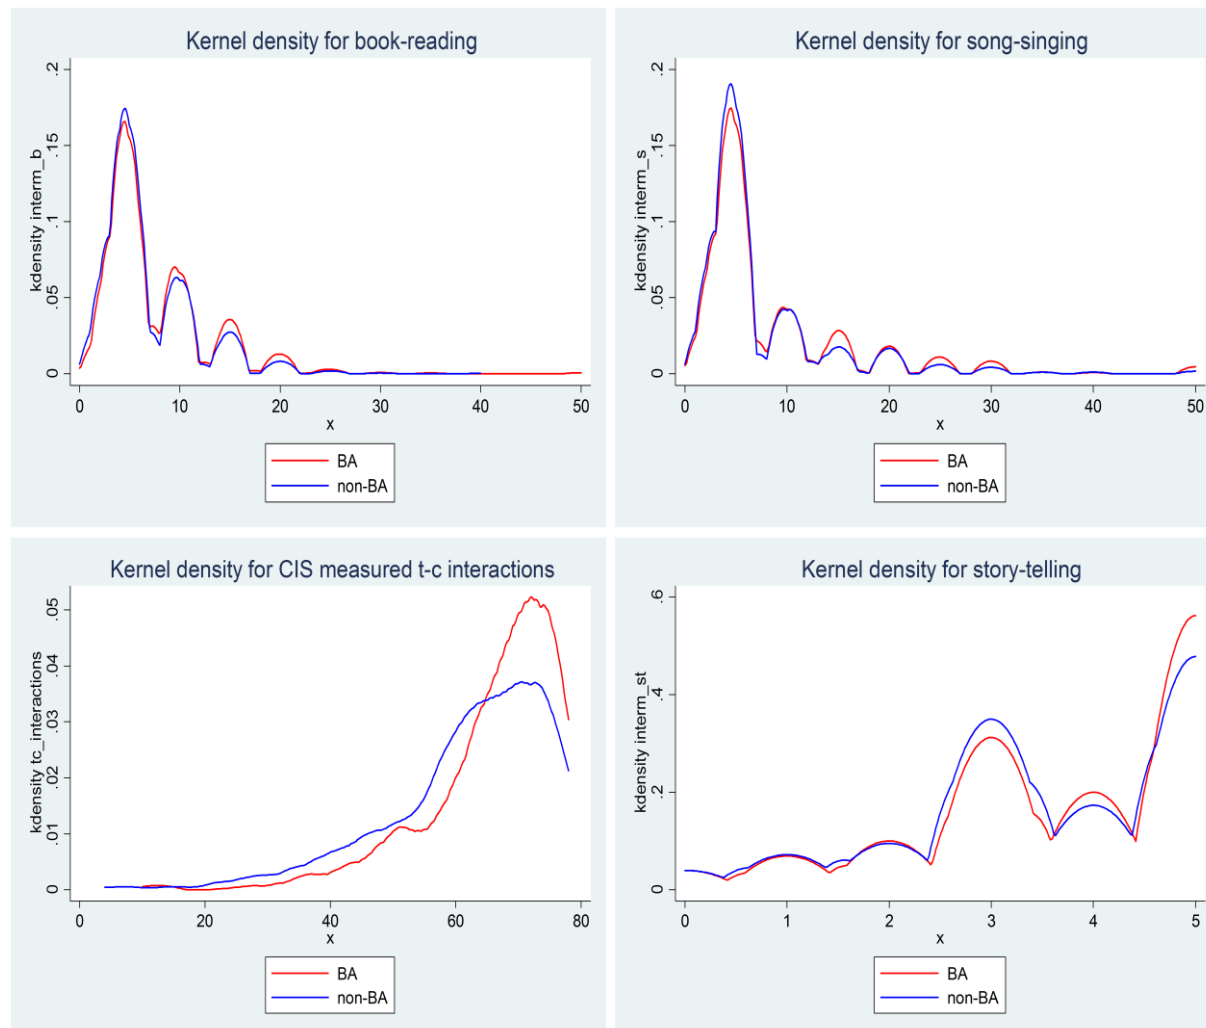 Kernel density for book-reading
kdensity interm_b
.2
.15
.1
.05
0
0 10 20 30 40 50
x
BA
non-BA
Kernel density for song-singing
kdensity interm_s
.2
.15
.1
.05
0
0 10 20 30 40 50
x
BA
non-BA
Kernel density for CIS measured t-c interactions
kdensity tc_interactions
.05
.04
.03
.02
.01
0
0 20 40 60 80
x
BA
non-BA
Kernel density for story-telling
kdensity interm_st
.6
.4
.2
0
0 1 2 3 4 5
x
BA
non-BA